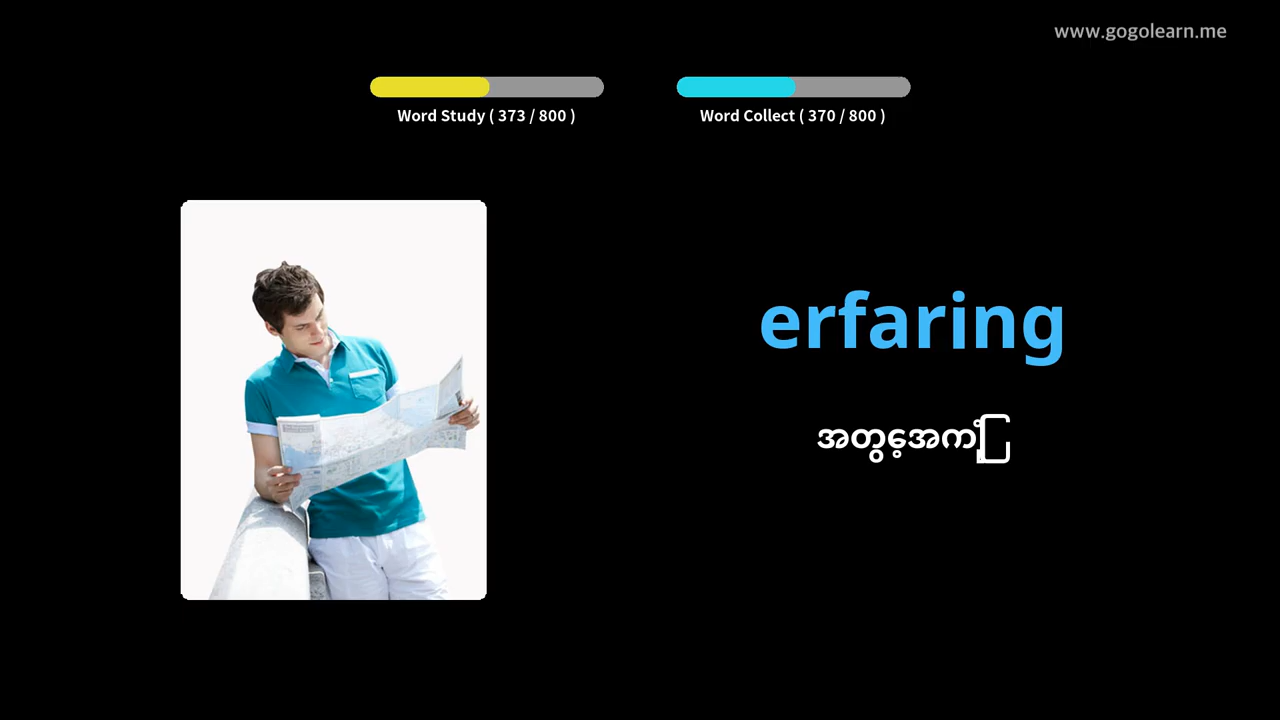 www.gogolearn.me
Word Study ( 373 / 800 )
Word Collect ( 370 / 800 )
erfaring
အတွေ့အကြုံ